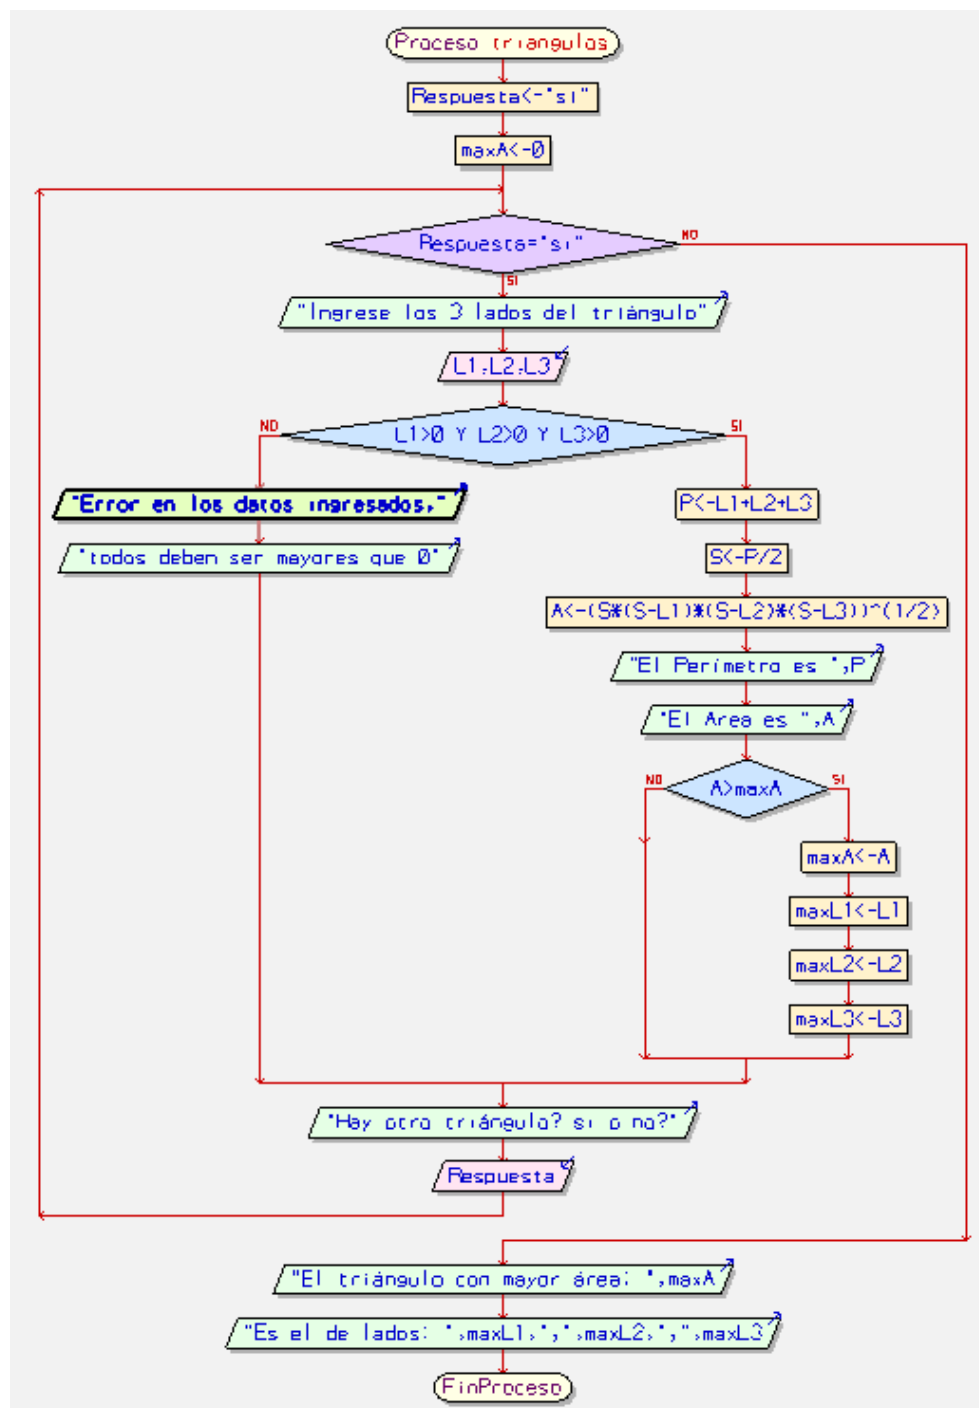 Proceso triangulos
Respuesta<-"si"
maxA<-0
Respuesta="si"
NO
SI
"Ingrese los 3 lados del triángulo"
L1,L2,L3
L1>0 Y L2>0 Y L3>0
NO
SI
"Error en los datos ingresados,"
"todos deben ser mayores que 0"
P<-L1+L2+L3
S<-P/2
A<-(S*(S-L1)*(S-L2)*(S-L3))^(1/2)
"El Perímetro es ",P
"El Area es ",A
A>maxA
NO
SI
maxA<-A
maxL1<-L1
maxL2<-L2
maxL3<-L3
"Hay otro triángulo? si o no?"
Respuesta
"El triángulo con mayor área: ",maxA
"Es el de lados: ",maxL1,",",maxL2,",",maxL3
FinProceso